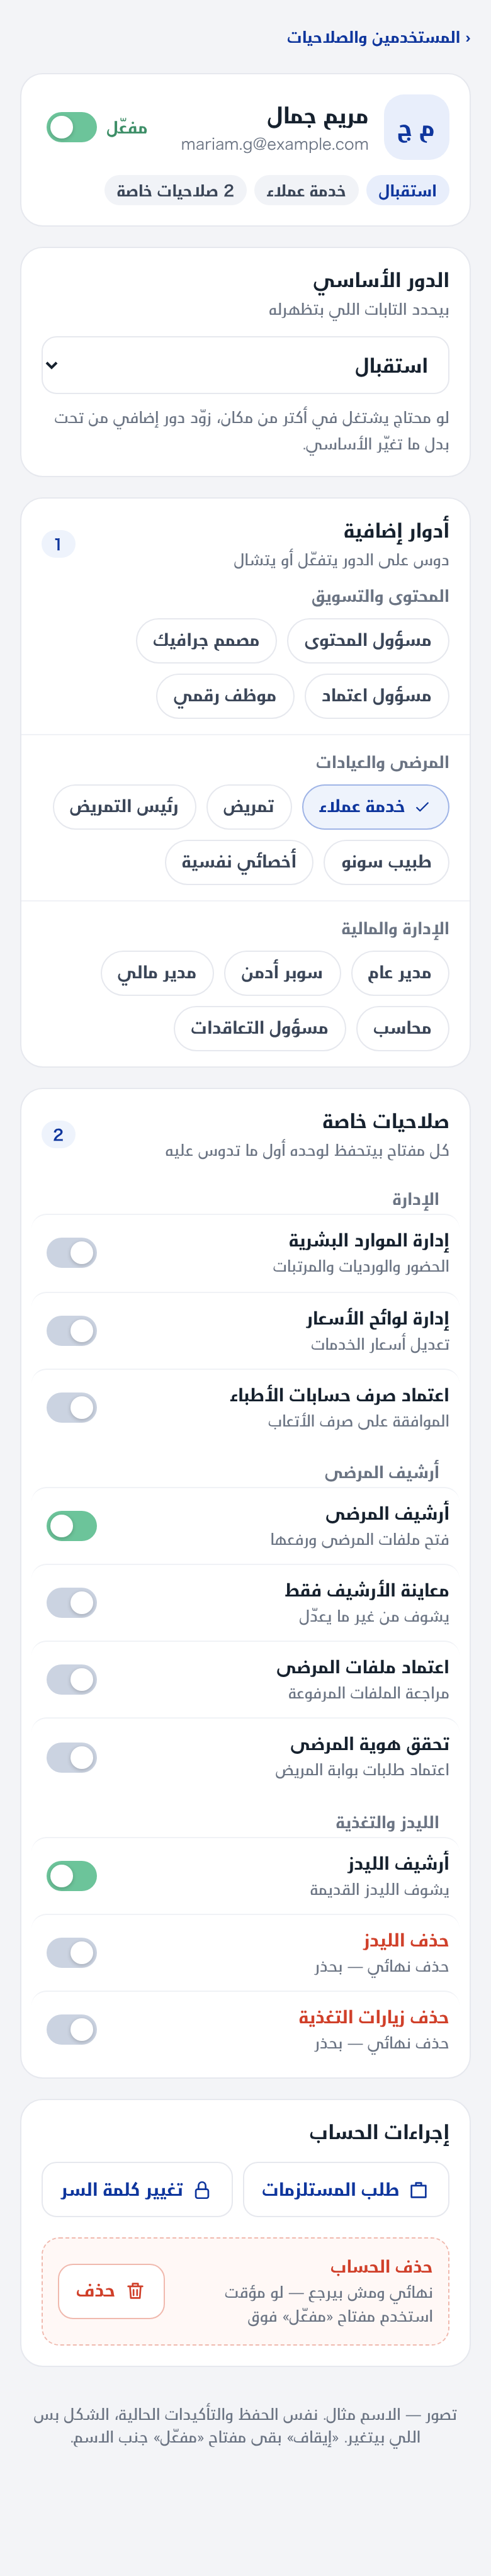 ‹ المستخدمين والصلاحيات
م ج
مريم جمال
mariam.g@example.com
مفعّل
استقبال
خدمة عملاء
2 صلاحيات خاصة
الدور الأساسي
بيحدد التابات اللي بتظهرله
استقبال
لو محتاج يشتغل في أكتر من مكان، زوّد دور إضافي من تحت
بدل ما تغيّر الأساسي.
أدوار إضافية
1
دوس على الدور يتفعّل أو يتشال
المحتوى والتسويق
مسؤول المحتوى
مصمم جرافيك
مسؤول اعتماد
موظف رقمي
المرضى والعيادات
خدمة عملاء
تمريض
رئيس التمريض
طبيب سونو
أخصائي نفسية
الإدارة والمالية
مدير عام
سوبر أدمن
مدير مالي
محاسب
مسؤول التعاقدات
صلاحيات خاصة
2
كل مفتاح بيتحفظ لوحده أول ما تدوس عليه
الإدارة
إدارة الموارد البشرية
الحضور والورديات والمرتبات
إدارة لوائح الأسعار
تعديل أسعار الخدمات
اعتماد صرف حسابات الأطباء
الموافقة على صرف الأتعاب
أرشيف المرضى
أرشيف المرضى
فتح ملفات المرضى ورفعها
معاينة الأرشيف فقط
يشوف من غير ما يعدّل
اعتماد ملفات المرضى
مراجعة الملفات المرفوعة
تحقق هوية المرضى
اعتماد طلبات بوابة المريض
الليدز والتغذية
أرشيف الليدز
يشوف الليدز القديمة
حذف الليدز
حذف نهائي — بحذر
حذف زيارات التغذية
حذف نهائي — بحذر
إجراءات الحساب
طلب المستلزمات
تغيير كلمة السر
حذف الحساب
نهائي ومش بيرجع — لو مؤقت
استخدم مفتاح «مفعّل» فوق
حذف
تصور — الاسم مثال. نفس الحفظ والتأكيدات الحالية، الشكل بس
اللي بيتغير. «إيقاف» بقى مفتاح «مفعّل» جنب الاسم.